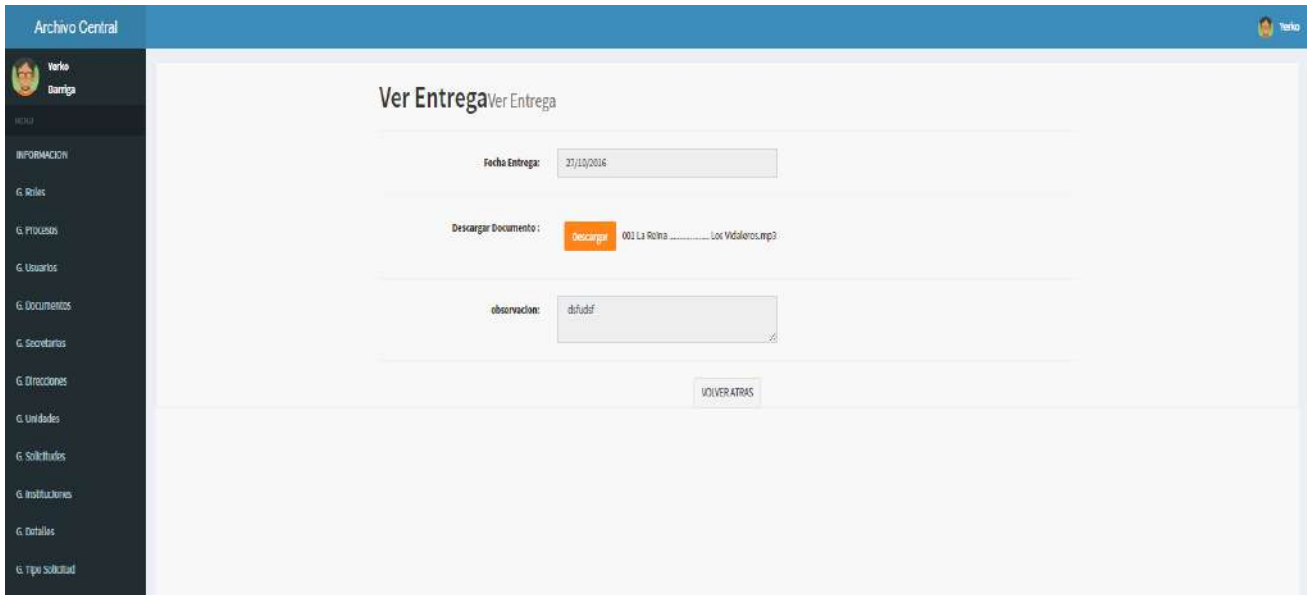 Archivo Central
Yerko
Yerko
Barriga
MENU
INFORMACION
G. Roles
G. Procesos
G. Usuarios
G. Documentos
G. Secretarias
G. Direcciones
G. Unidades
G. Solicitudes
G. Instituciones
G. Detalles
G. Tipo Solicitud
Ver Entrega Ver Entrega
Fecha Entrega: 27/10/2016
Descargar Documento : Descargar 001 La Reina .................. Los Vidaleros.mp3
observacion: dsfudsf
VOLVER ATRAS